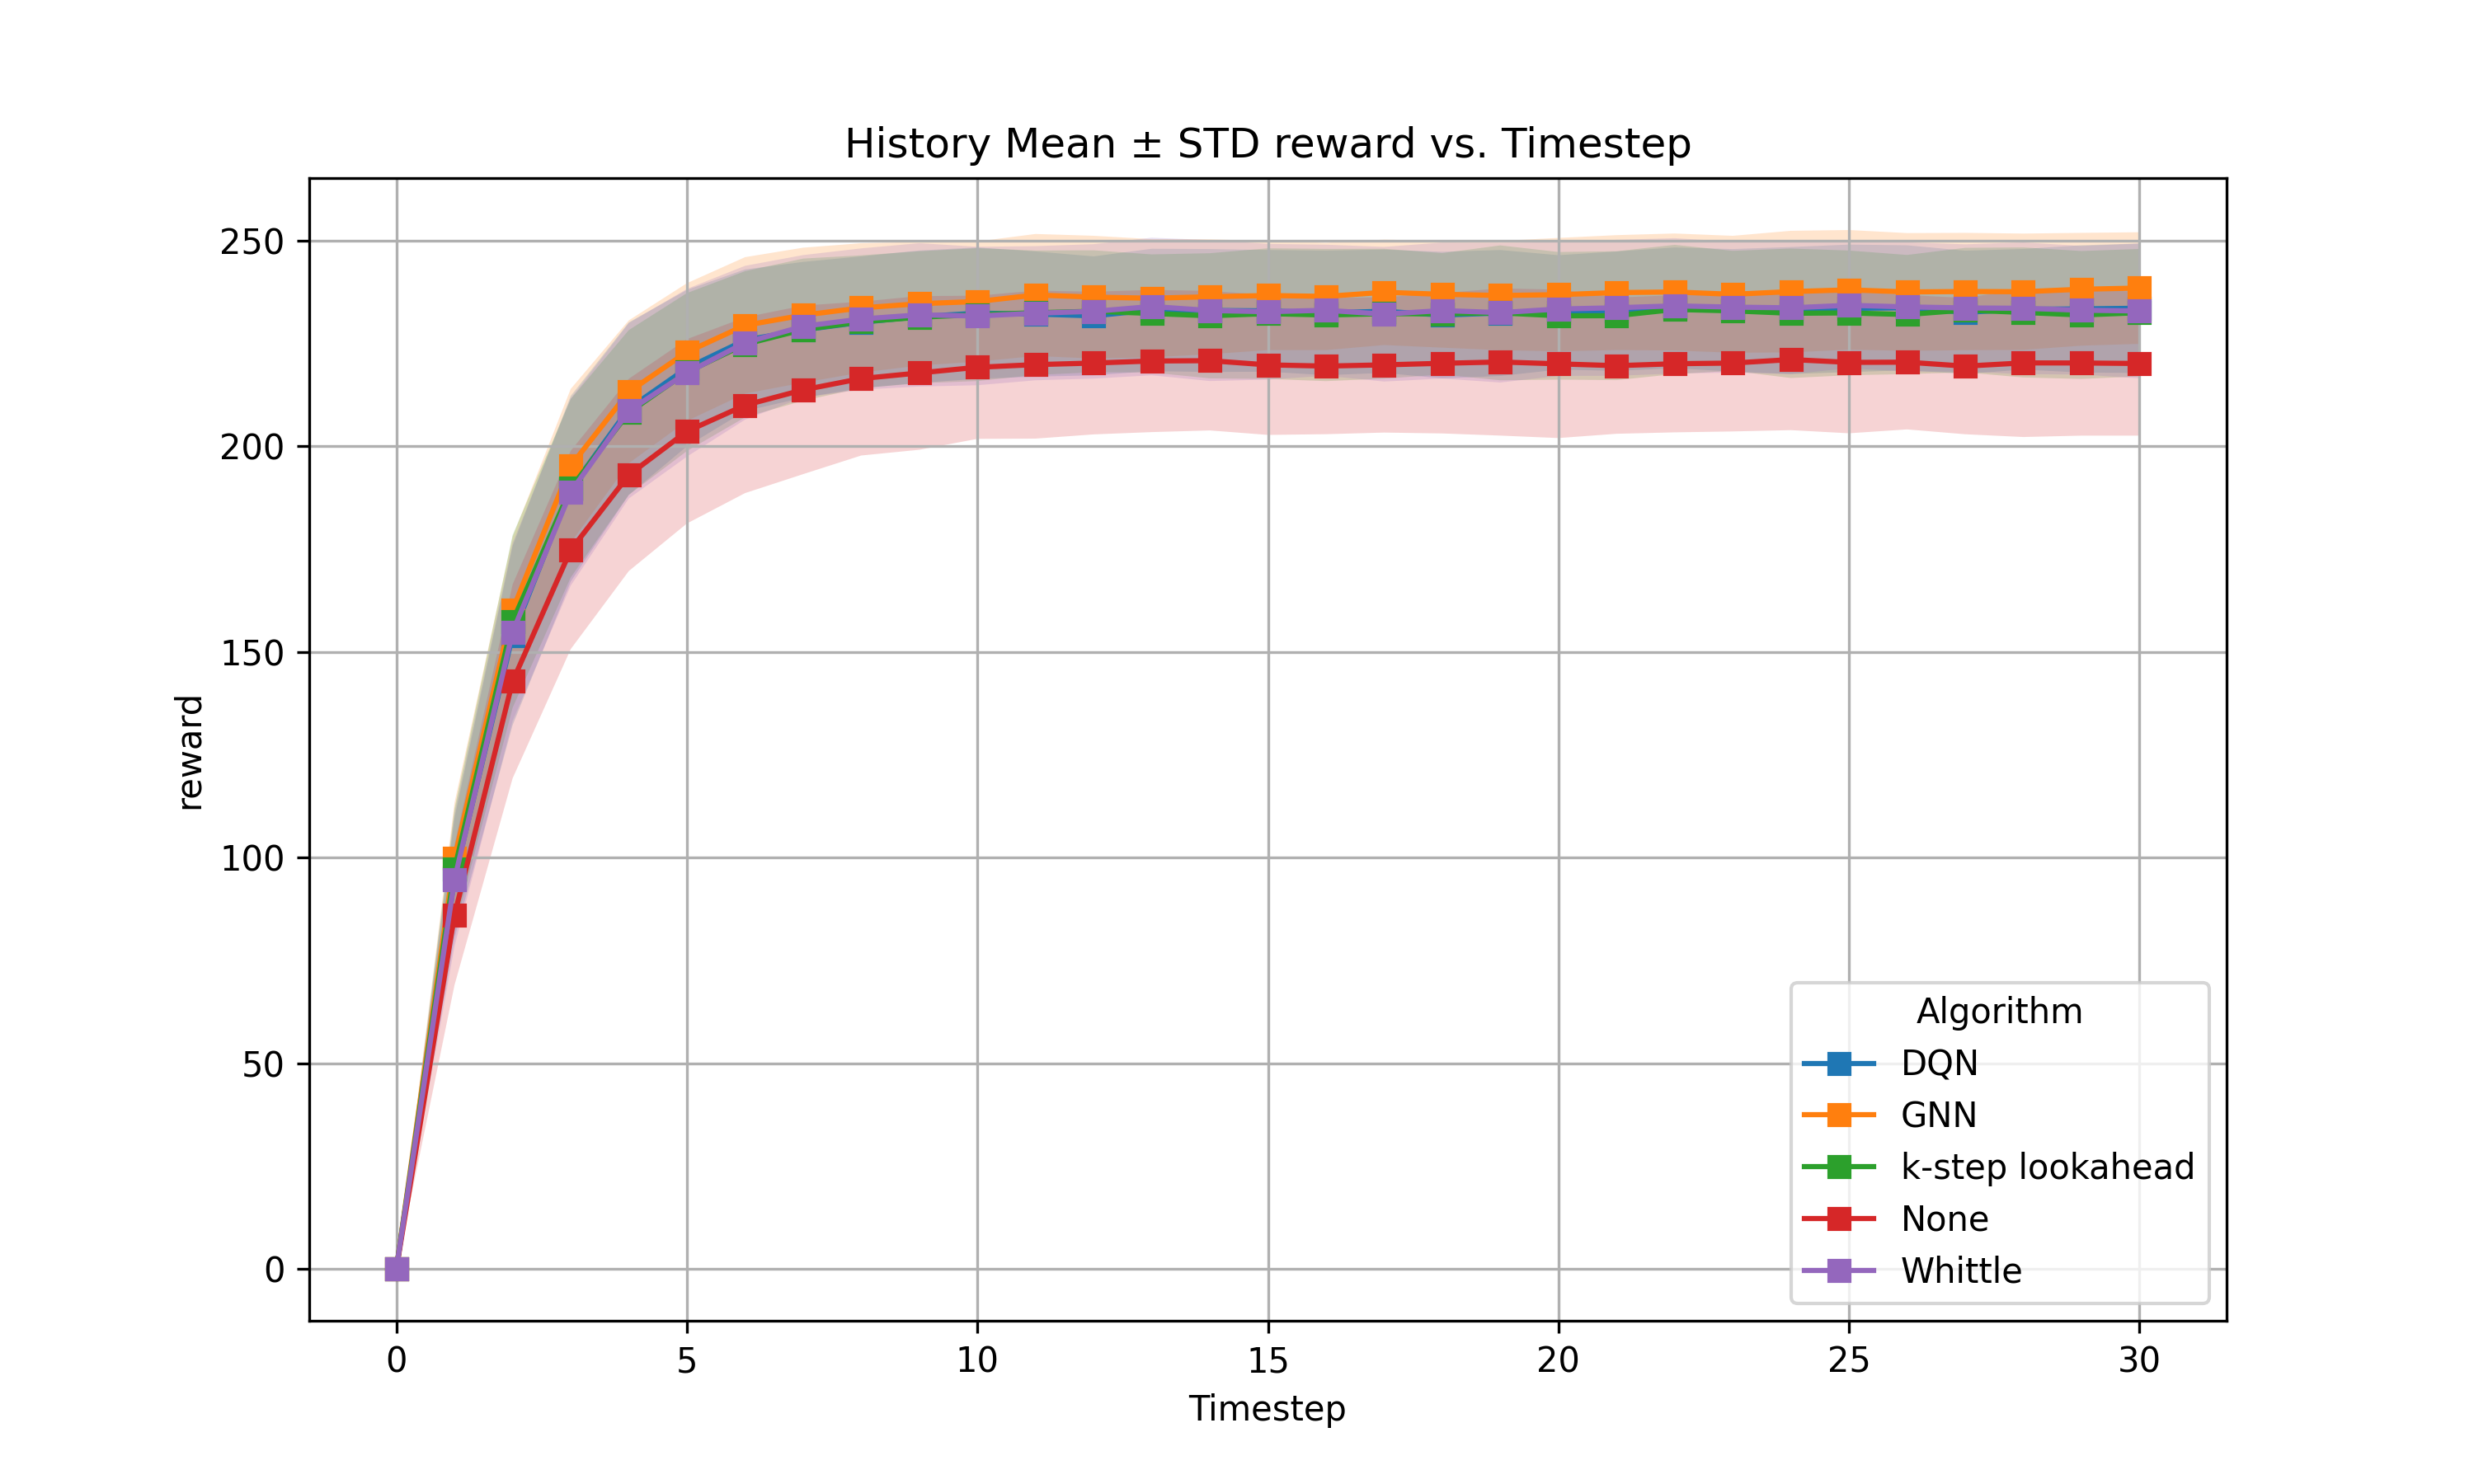 History Mean ± STD reward vs. Timestep
250
200
150
100
50
0
reward
0 5 10 15 20 25 30
Timestep
Algorithm
DQN
GNN
k-step lookahead
None
Whittle